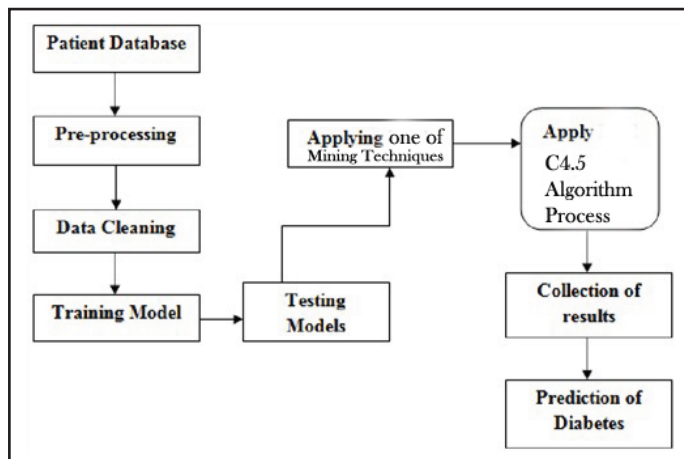 Patient Database
Pre-processing
Data Cleaning
Training Model
Testing
Models
Applying one of
Mining Techniques
Apply
C4.5
Algorithm
Process
Collection of
results
Prediction of
Diabetes